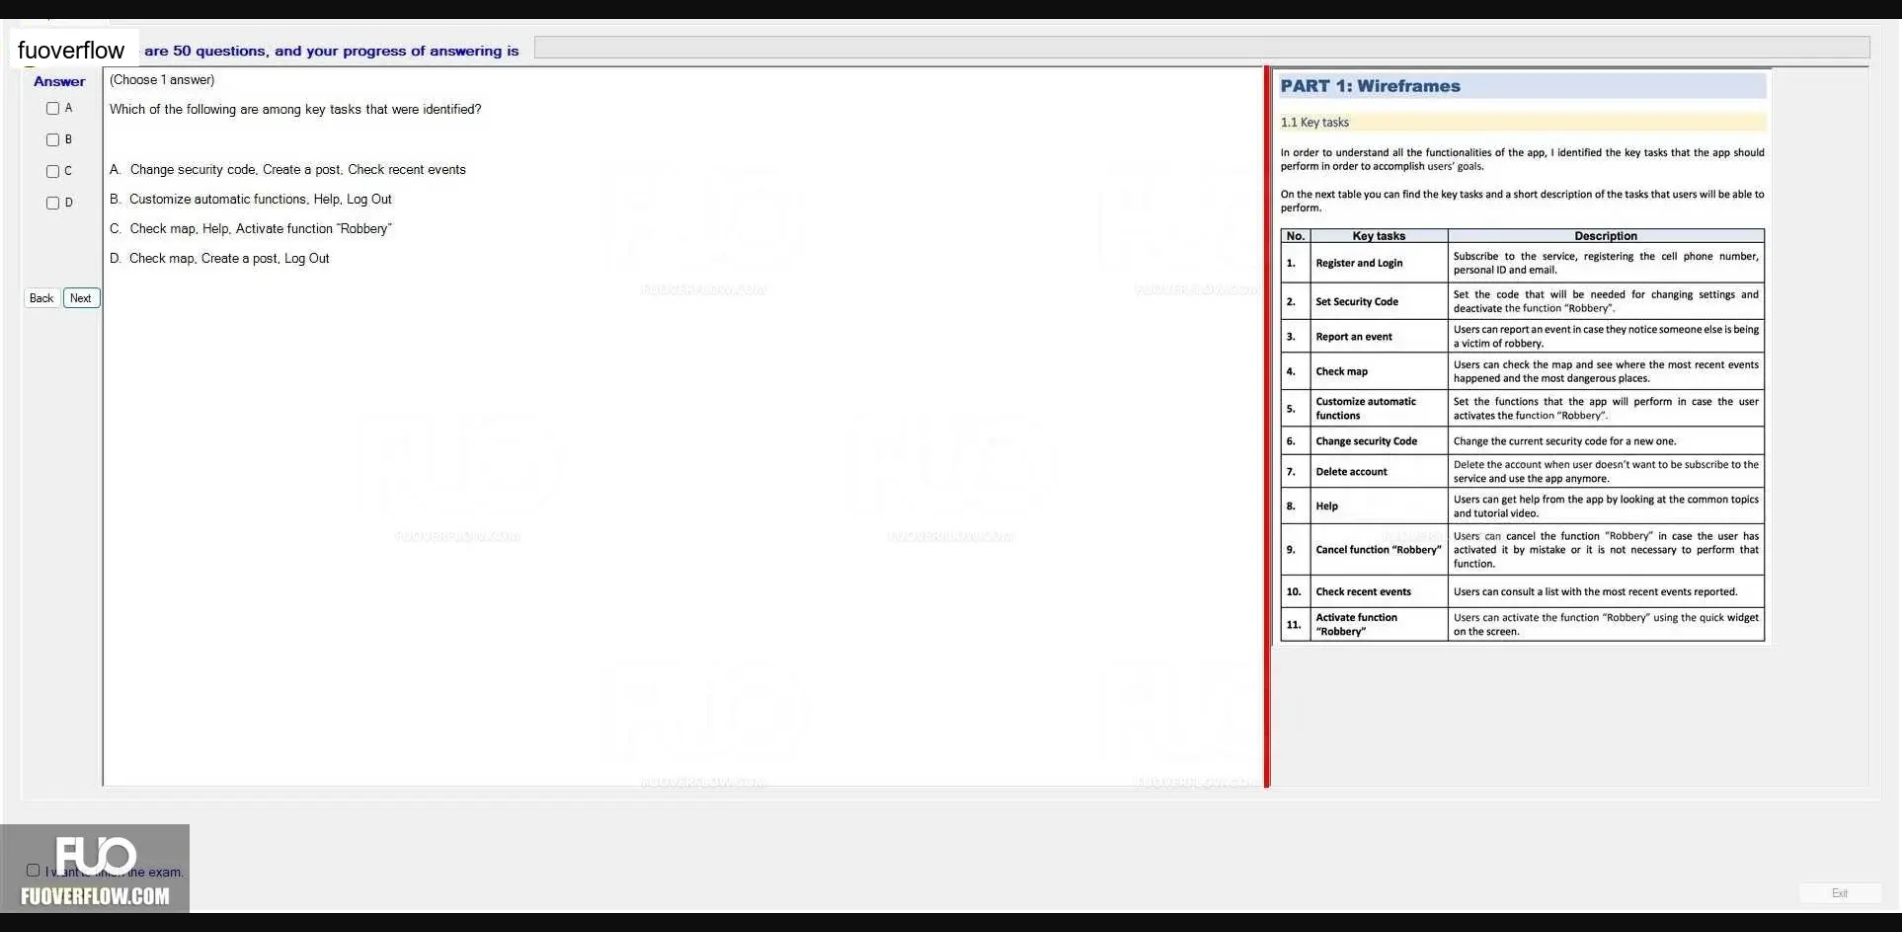 fuoverflow are 50 questions, and your progress of answering is
Answer
A
B
C
D
Back Next
(Choose 1 answer)
Which of the following are among key tasks that were identified?
A. Change security code, Create a post, Check recent events
B. Customize automatic functions, Help, Log Out
C. Check map, Help, Activate function "Robbery"
D. Check map, Create a post, Log Out
PART 1: Wireframes
1.1 Key tasks
In order to understand all the functionalities of the app, I identified the key tasks that the app should
perform in order to accomplish users' goals.
On the next table you can find the key tasks and a short description of the tasks that users will be able to
perform.
No. Key tasks Description
1. Register and Login Subscribe to the service, registering the cell phone number,
personal ID and email.
2. Set Security Code Set the code that will be needed for changing settings and
deactivate the function "Robbery".
3. Report an event Users can report an event in case they notice someone else is being
a victim of robbery.
4. Check map Users can check the map and see where the most recent events
happened and the most dangerous places.
5. Customize automatic functions Set the functions that the app will perform in case the user
activates the function "Robbery".
6. Change security Code Change the current security code for a new one.
7. Delete account Delete the account when user doesn't want to be subscribe to the
service and use the app anymore.
8. Help Users can get help from the app by looking at the common topics
and tutorial video.
9. Cancel function "Robbery" Users can cancel the function "Robbery" in case the user has
activated it by mistake or it is not necessary to perform that
function.
10. Check recent events Users can consult a list with the most recent events reported.
11. Activate function "Robbery" Users can activate the function "Robbery" using the quick widget
on the screen.
FUOVERFLOW.COM
FUOVERFLOW.COM
FUOVERFLOW.COM
FUOVERFLOW.COM
FUOVERFLOW.COM
FUOVERFLOW.COM
FUO
I want the exam.
FUOVERFLOW.COM
Exit